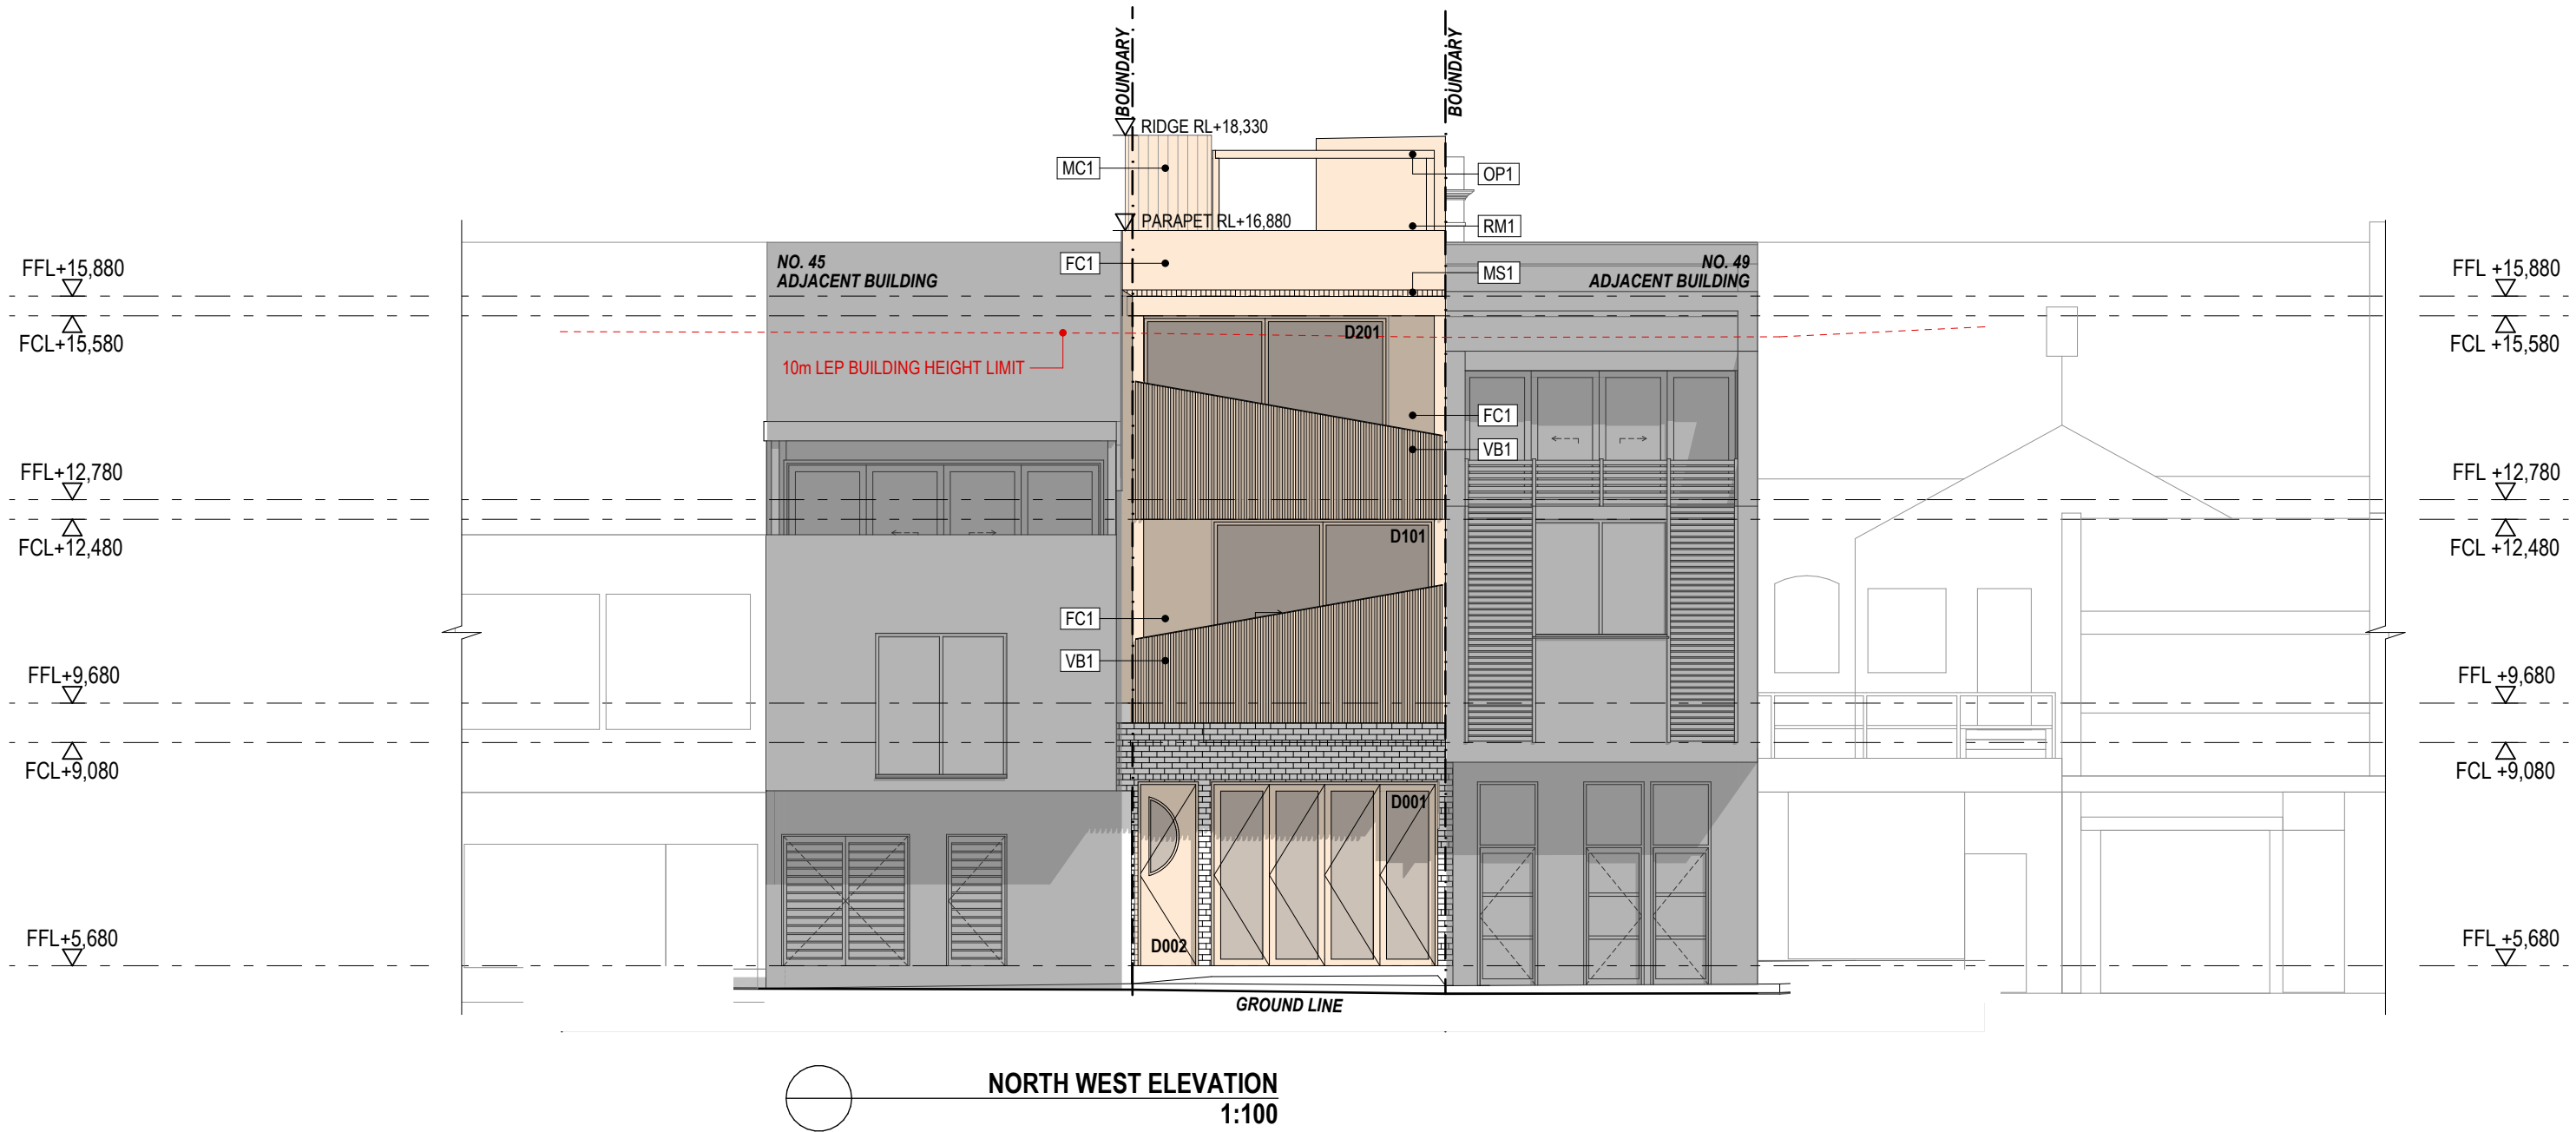 BOUNDARY
BOUNDARY
RIDGE RL+18,330
MC1
OP1
PARAPET RL+16,880
RM1
FC1
MS1
NO. 45
ADJACENT BUILDING
NO. 49
ADJACENT BUILDING
FFL+15,880
FFL +15,880
FCL+15,580
FCL +15,580
D201
10m LEP BUILDING HEIGHT LIMIT
FC1
VB1
FFL+12,780
FFL +12,780
FCL+12,480
FCL +12,480
D101
FC1
VB1
FFL+9,680
FFL +9,680
FCL+9,080
FCL +9,080
D001
D002
FFL+5,680
FFL +5,680
GROUND LINE
NORTH WEST ELEVATION
1:100